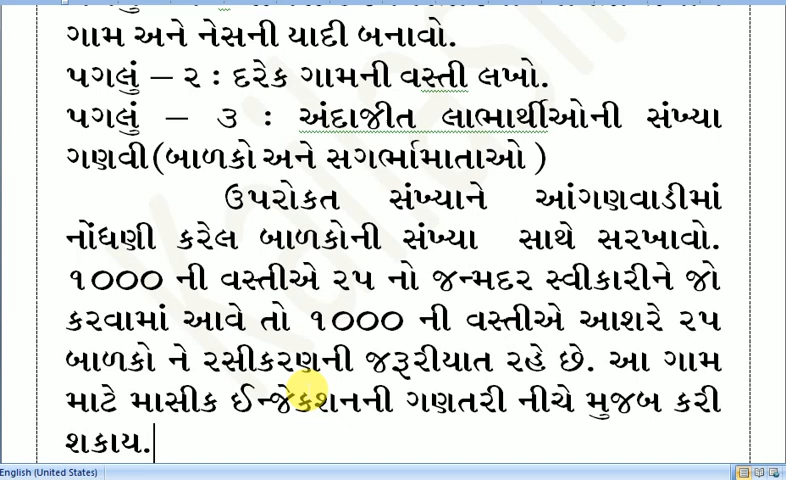 ગામ અને નેસની યાદી બનાવો.
પગલું – ૨ : દરેક ગામની વસ્તી લખો.
પગલું – ૩ : અંદાજીત લાભાર્થીઓની સંખ્યા
ગણવી(બાળકો અને સગર્ભામાતાઓ )
ઉપરોકત સંખ્યાને આંગણવાડીમાં
નોંધણી કરેલ બાળકોની સંખ્યા સાથે સરખાવો.
૧૦૦૦ ની વસ્તીએ ૨૫ નો જન્મદર સ્વીકારીને જો
કરવામાં આવે તો ૧૦૦૦ ની વસ્તીએ આશરે ૨૫
બાળકો ને રસીકરણની જરૂરીયાત રહે છે. આ ગામ
માટે માસીક ઈન્જેકશનની ગણતરી નીચે મુજબ કરી
શકાય.
English (United States)